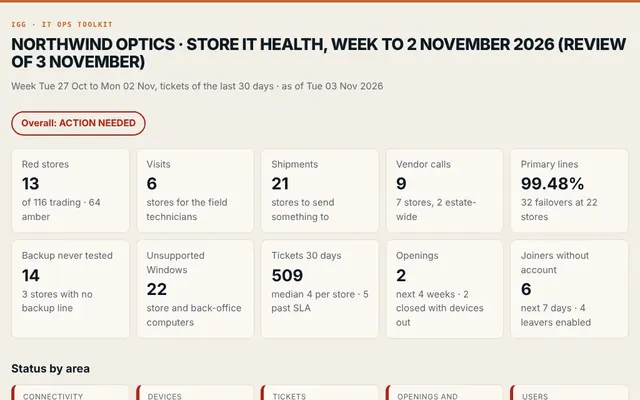 IGG · IT OPS TOOLKIT
NORTHWIND OPTICS · STORE IT HEALTH, WEEK TO 2 NOVEMBER 2026 (REVIEW
OF 3 NOVEMBER)
Week Tue 27 Oct to Mon 02 Nov, tickets of the last 30 days · as of Tue 03 Nov 2026
Overall: ACTION NEEDED
Red stores
13
of 116 trading · 64
amber
Visits
6
stores for the field
technicians
Shipments
21
stores to send
something to
Vendor calls
9
7 stores, 2 estate-
wide
Primary lines
99.48%
32 failovers at 22
stores
Backup never tested
14
3 stores with no
backup line
Unsupported
Windows
22
store and back-office
computers
Tickets 30 days
509
median 4 per store · 5
past SLA
Openings
2
next 4 weeks · 2
closed with devices
out
Joiners without
account
6
next 7 days · 4
leavers enabled
Status by area
CONNECTIVITY
DEVICES
TICKETS
OPENINGS AND
USERS